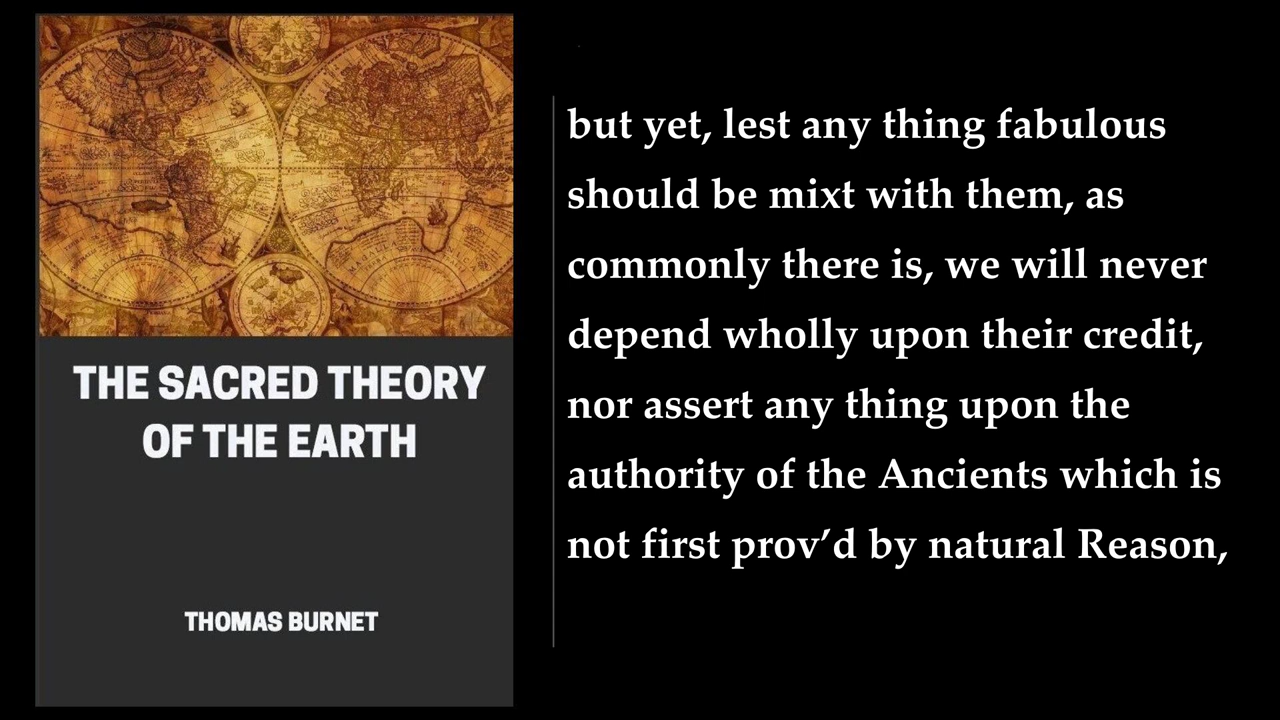 THE SACRED THEORY
OF THE EARTH
THOMAS BURNET
but yet, lest any thing fabulous
should be mixt with them, as
commonly there is, we will never
depend wholly upon their credit,
nor assert any thing upon the
authority of the Ancients which is
not first prov’d by natural Reason,